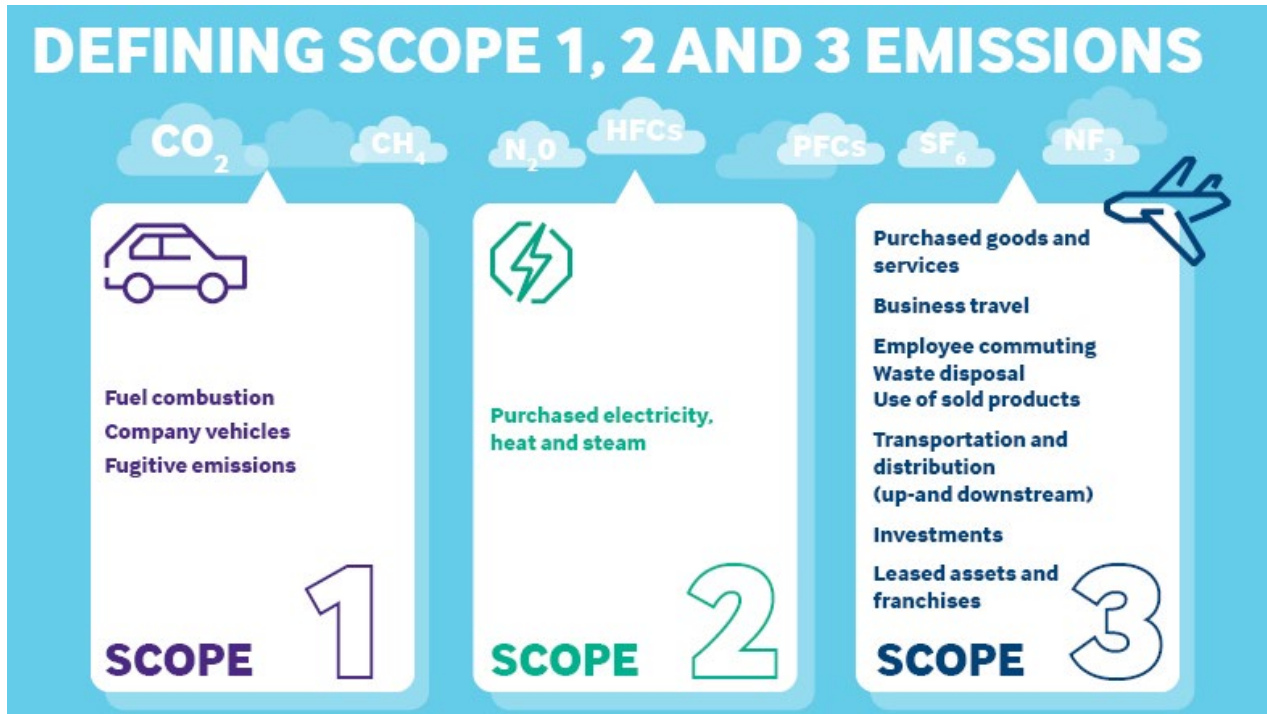 DEFINING SCOPE 1, 2 AND 3 EMISSIONS
CO2
CH4
N20
HFCs
PFCs
SF6
NF3
Fuel combustion
Company vehicles
Fugitive emissions
SCOPE 1
Purchased electricity,
heat and steam
SCOPE 2
Purchased goods and
services
Business travel
Employee commuting
Waste disposal
Use of sold products
Transportation and
distribution
(up-and downstream)
Investments
Leased assets and
franchises
SCOPE 3